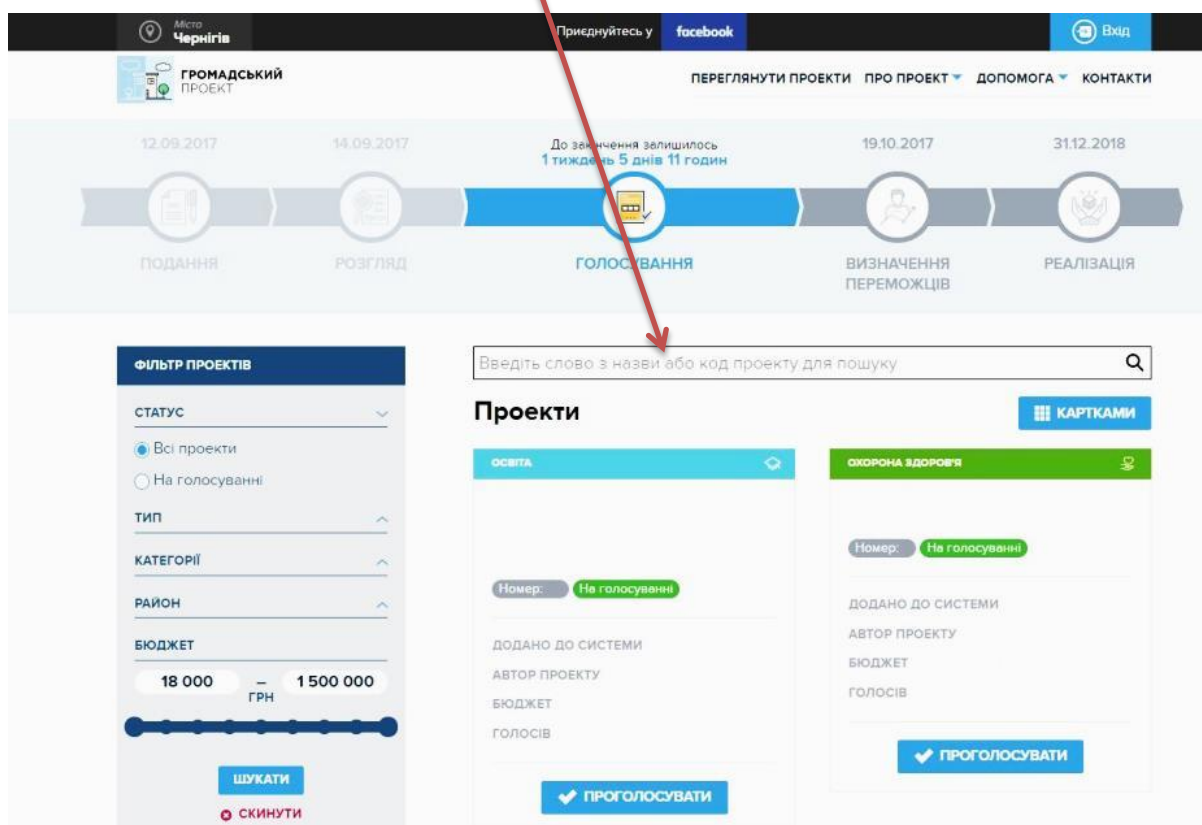 Місто
Чернігів
Приєднуйтесь у facebook
Вхід
ГРОМАДСЬКИЙ
ПРОЕКТ
ПЕРЕГЛЯНУТИ ПРОЕКТИ ПРО ПРОЕКТ ДОПОМОГА КОНТАКТИ
12.09.2017
14.09.2017
До закінчення залишилось
1 тиждень 5 днів 11 годин
19.10.2017
31.12.2018
ПОДАННЯ
РОЗГЛЯД
ГОЛОСУВАННЯ
ВИЗНАЧЕННЯ
ПЕРЕМОЖЦІВ
РЕАЛІЗАЦІЯ
ФІЛЬТР ПРОЕКТІВ
СТАТУС
Всі проекти
На голосуванні
ТИП
КАТЕГОРІЇ
РАЙОН
БЮДЖЕТ
18 000 – 1 500 000
ГРН
ШУКАТИ
СКИНУТИ
Введіть слово з назви або код проекту для пошуку
Проекти
КАРТКАМИ
ОСВІТА
Номер: На голосуванні
ДОДАНО ДО СИСТЕМИ
АВТОР ПРОЕКТУ
БЮДЖЕТ
ГОЛОСІВ
ПРОГОЛОСУВАТИ
ОХОРОНА ЗДОРОВ'Я
Номер: На голосуванні
ДОДАНО ДО СИСТЕМИ
АВТОР ПРОЕКТУ
БЮДЖЕТ
ГОЛОСІВ
ПРОГОЛОСУВАТИ